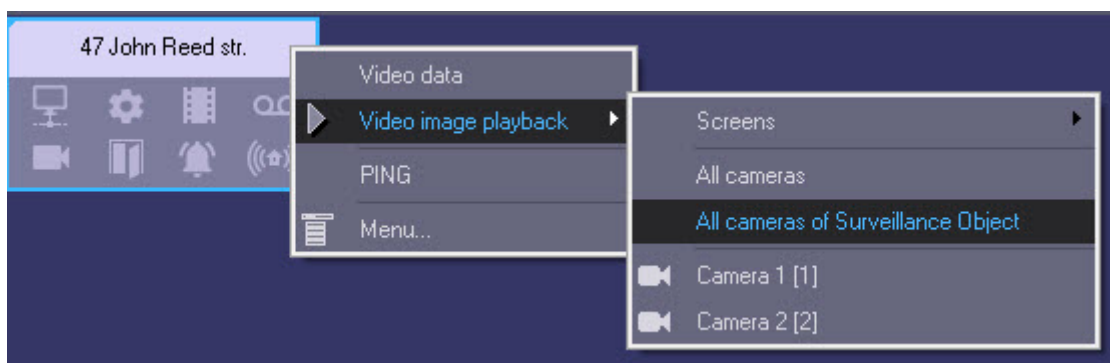 47 John Reed str.
Video data
Video image playback
PING
Menu...
Screens
All cameras
All cameras of Surveillance Object
Camera 1 [1]
Camera 2 [2]